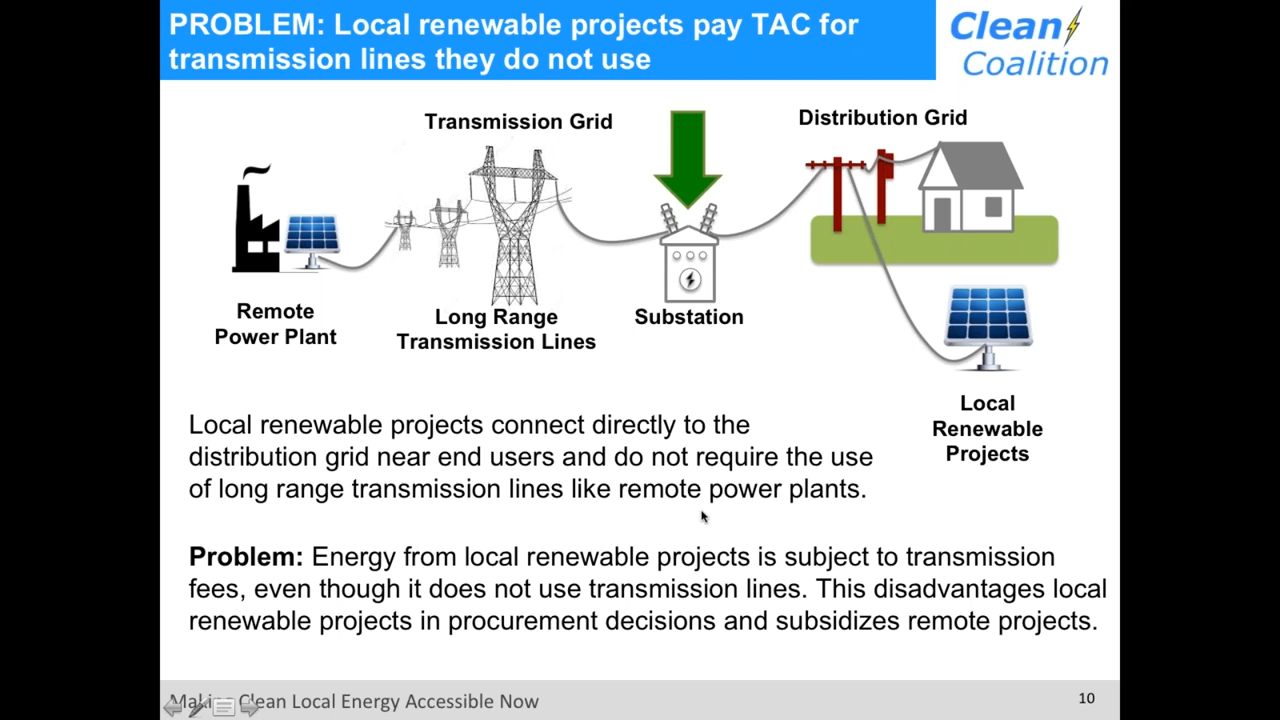 PROBLEM: Local renewable projects pay TAC for
transmission lines they do not use
Clean
Coalition
Transmission Grid
Distribution Grid
Remote
Power Plant
Long Range
Transmission Lines
Substation
Local
Renewable
Projects
Local renewable projects connect directly to the
distribution grid near end users and do not require the use
of long range transmission lines like remote power plants.
Problem: Energy from local renewable projects is subject to transmission
fees, even though it does not use transmission lines. This disadvantages local
renewable projects in procurement decisions and subsidizes remote projects.
Making Clean Local Energy Accessible Now
10